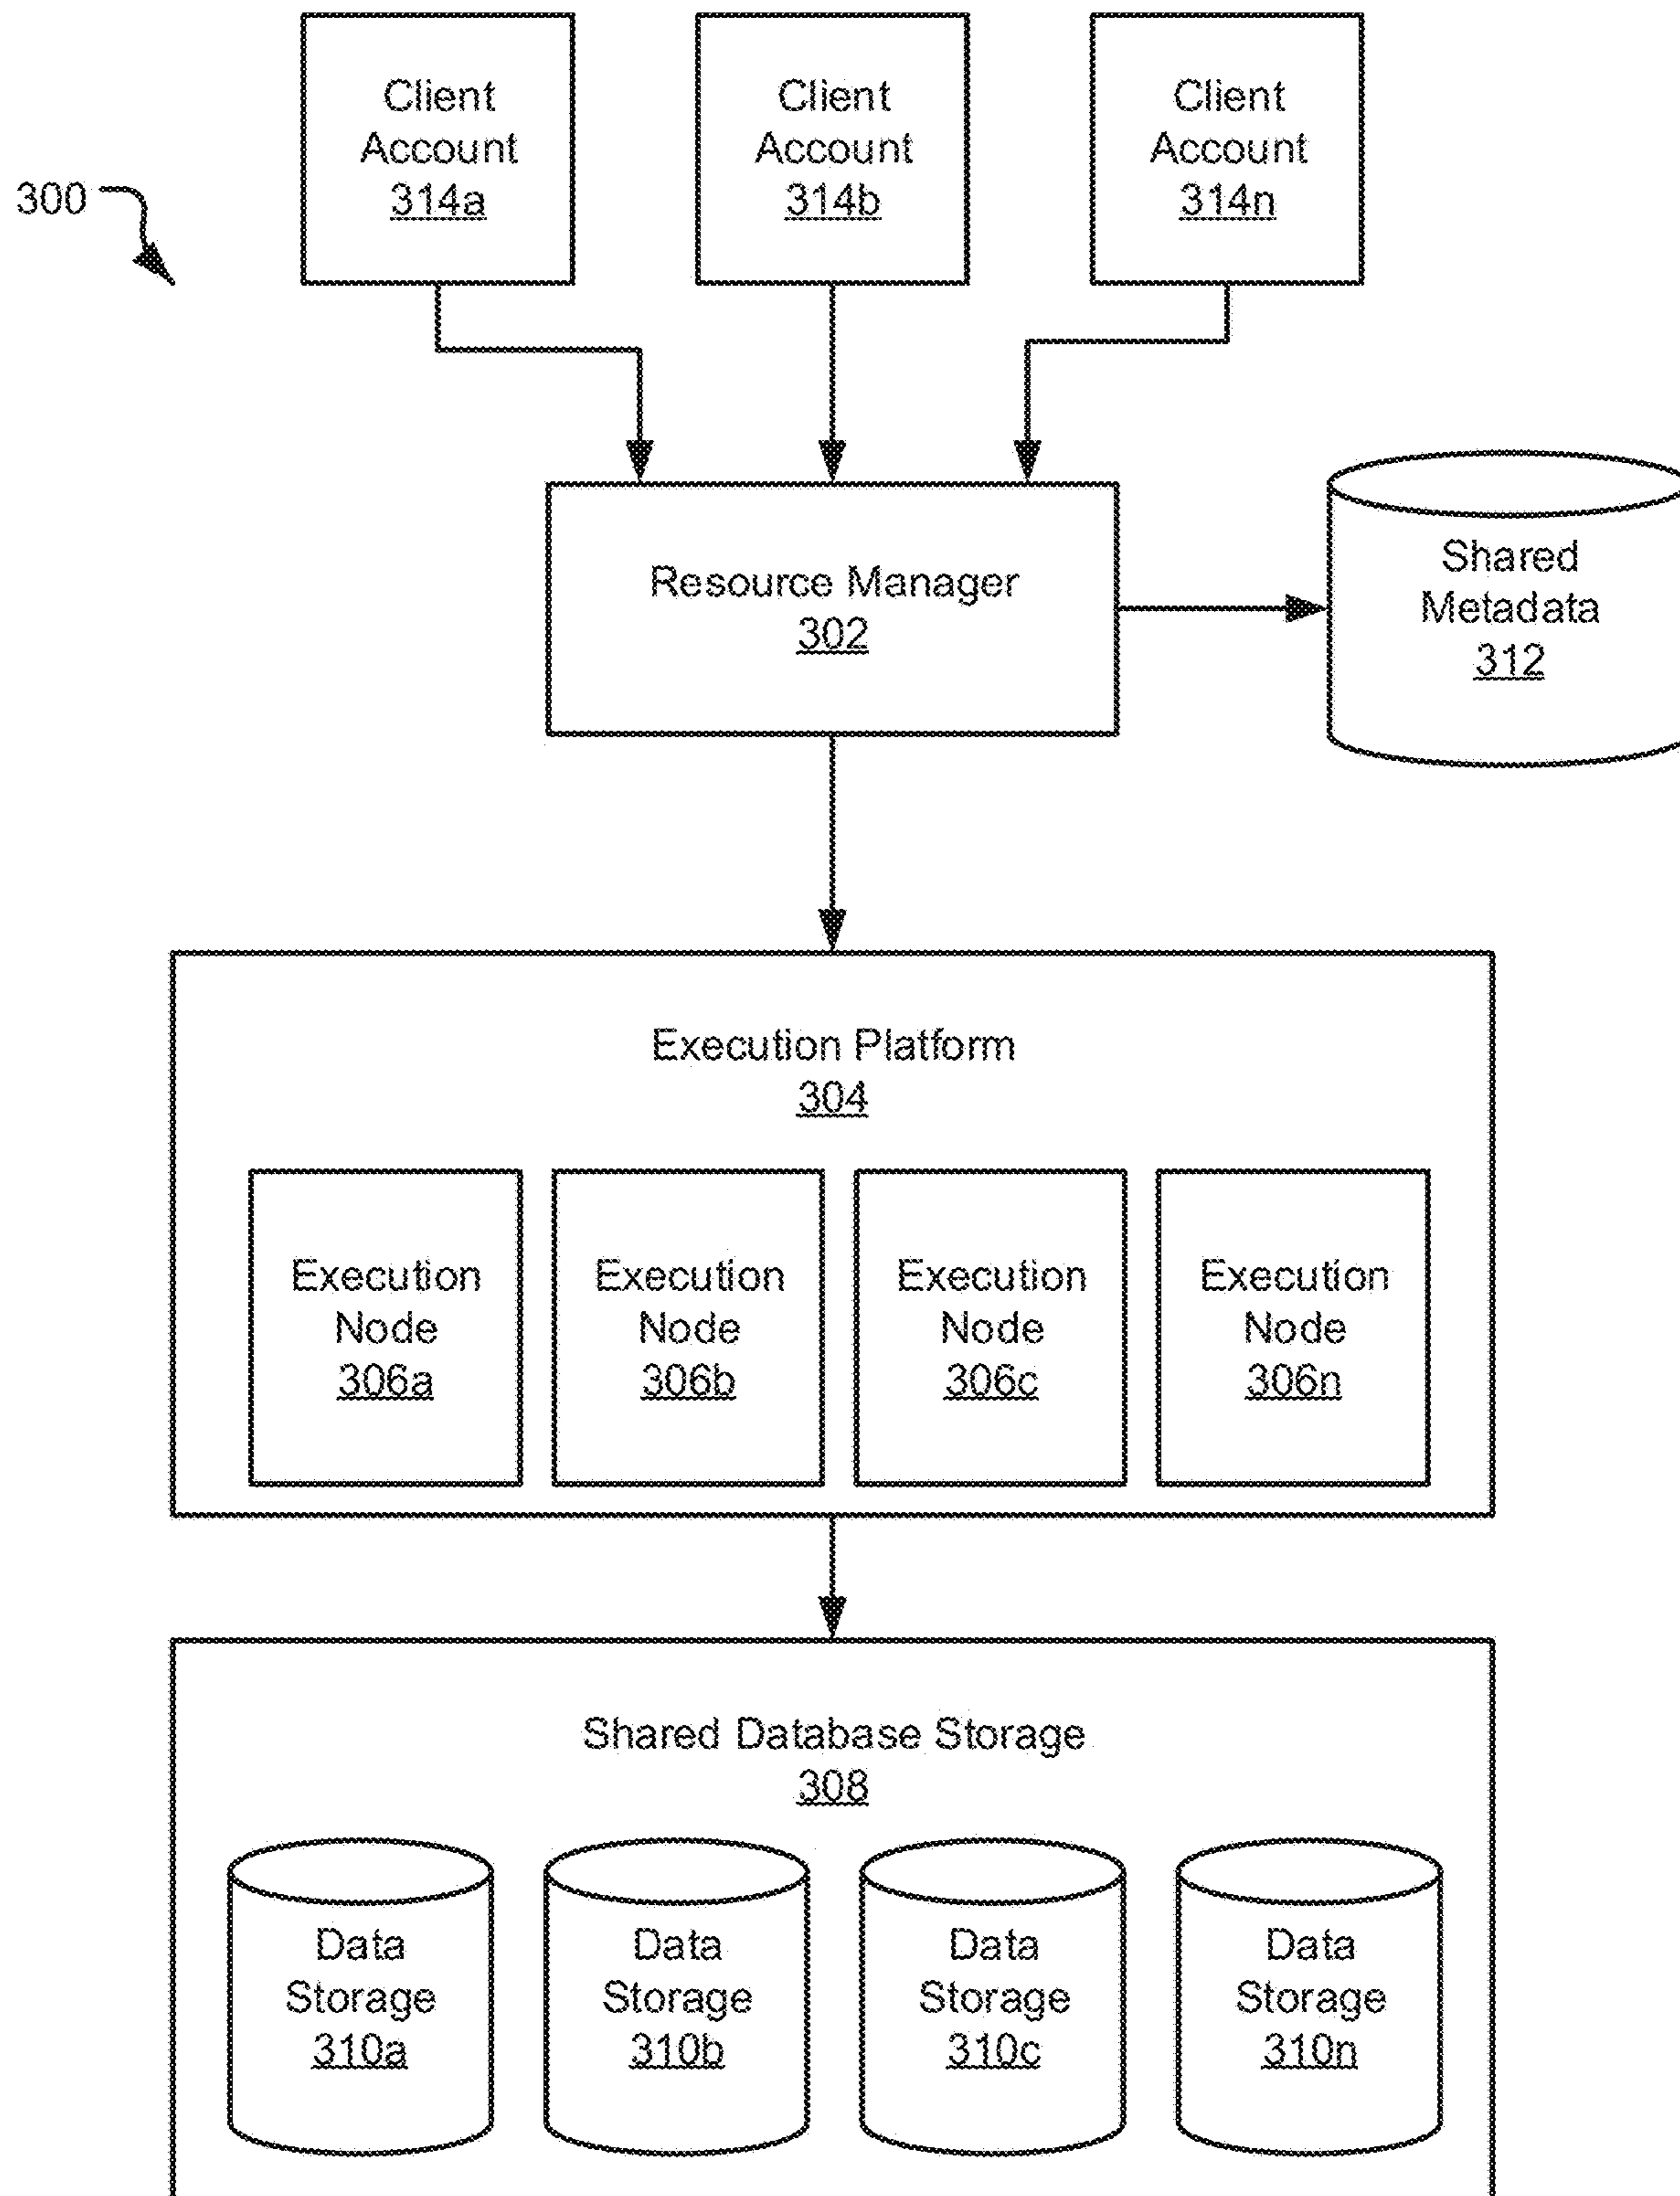 Client
Account
314a
Client
Account
314b
Client
Account
314n
300
Resource Manager
302
Shared
Metadata
312
Execution Platform
304
Execution
Node
306a
Execution
Node
306b
Execution
Node
306c
Execution
Node
306n
Shared Database Storage
308
Data
Storage
310a
Data
Storage
310b
Data
Storage
310c
Data
Storage
310n